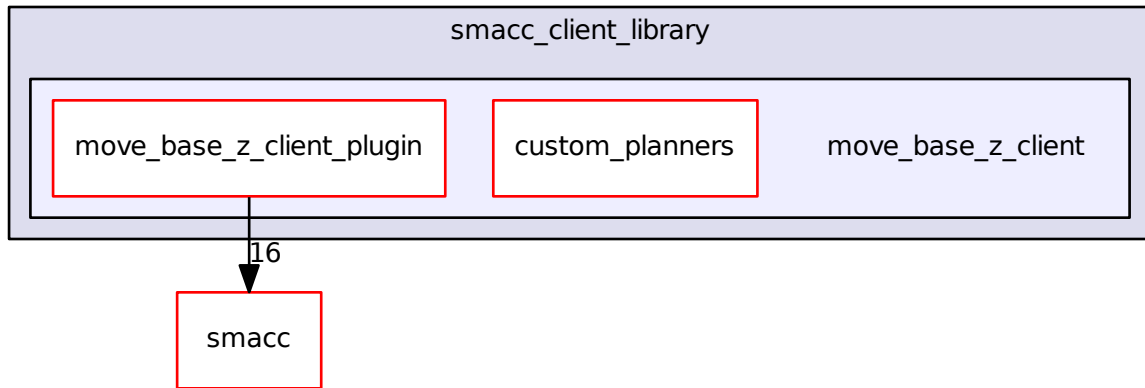 smacc_client_library
move_base_z_client_plugin
custom_planners
move_base_z_client
16
smacc